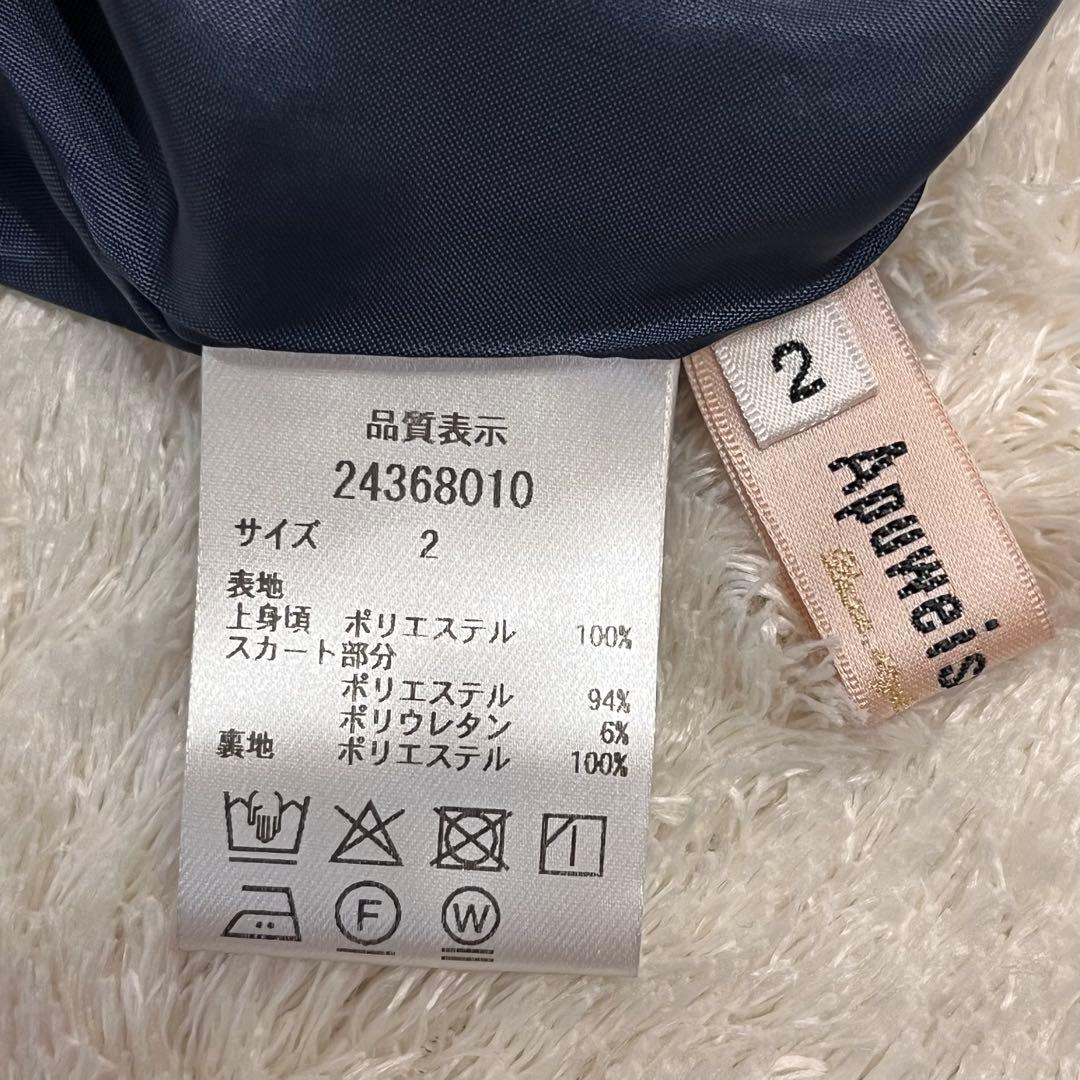 品質表示
24368010
サイズ 2
表地
上身頃 ポリエステル 100%
スカート部分
ポリエステル 94%
ポリウレタン 6%
裏地 ポリエステル 100%
F
W
2
Apuweis